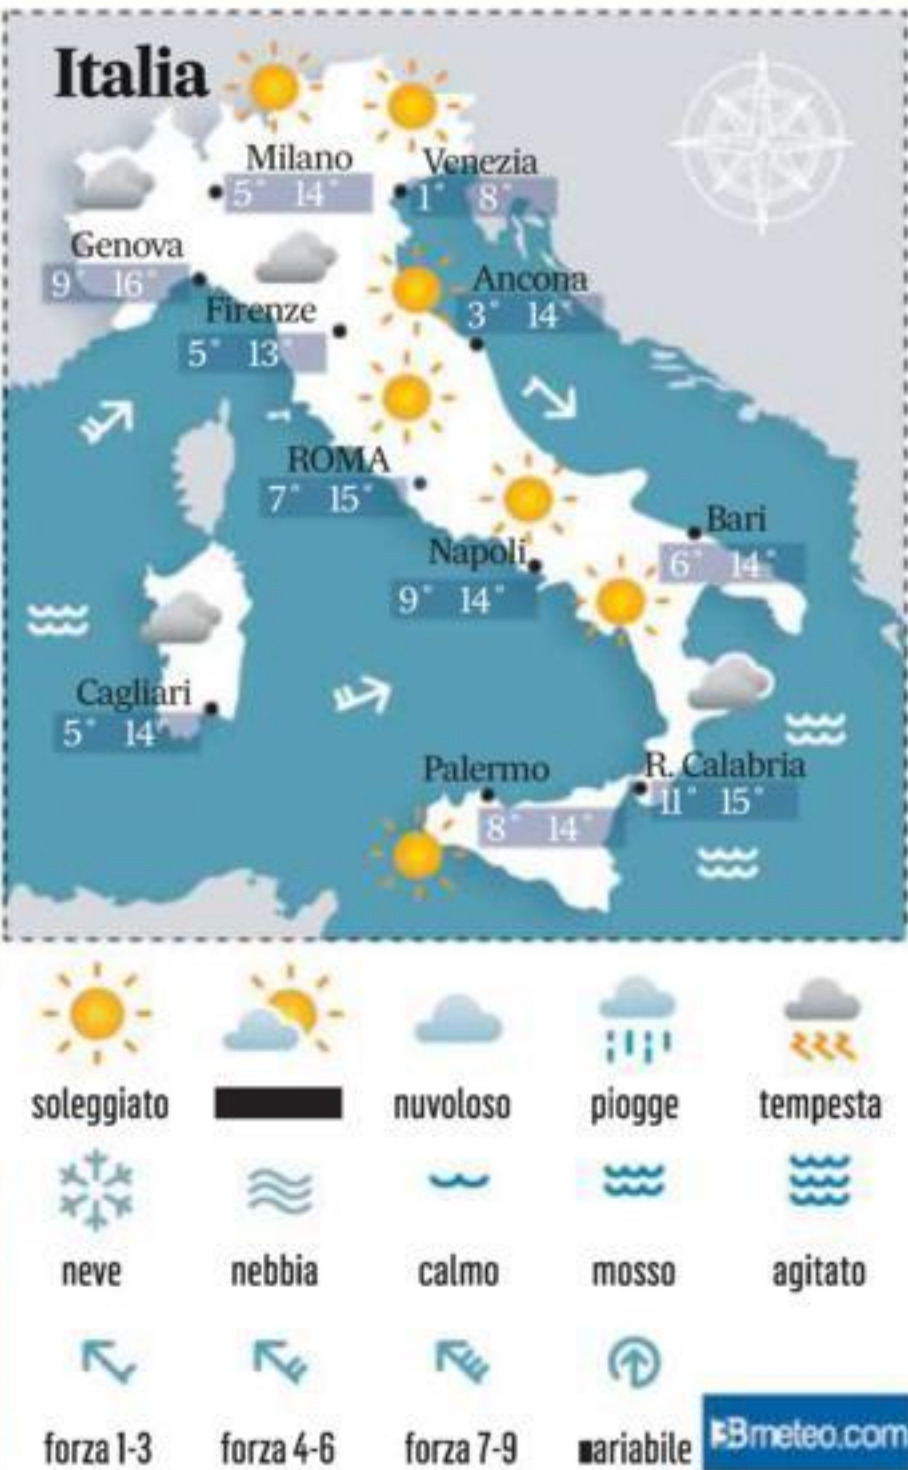 Italia
Milano
5° 14°
Venezia
1° 8°
Genova
9° 16°
Ancona
3° 14°
Firenze
5° 13°
ROMA
7° 15°
Bari
6° 14°
Napoli
9° 14°
Cagliari
5° 14°
Palermo
8° 14°
R. Calabria
11° 15°
soleggiato
nuvoloso piogge tempesta
neve nebbia calmo mosso agitato
forza 1-3 forza 4-6 forza 7-9 ariabile
3Bmeteo.com